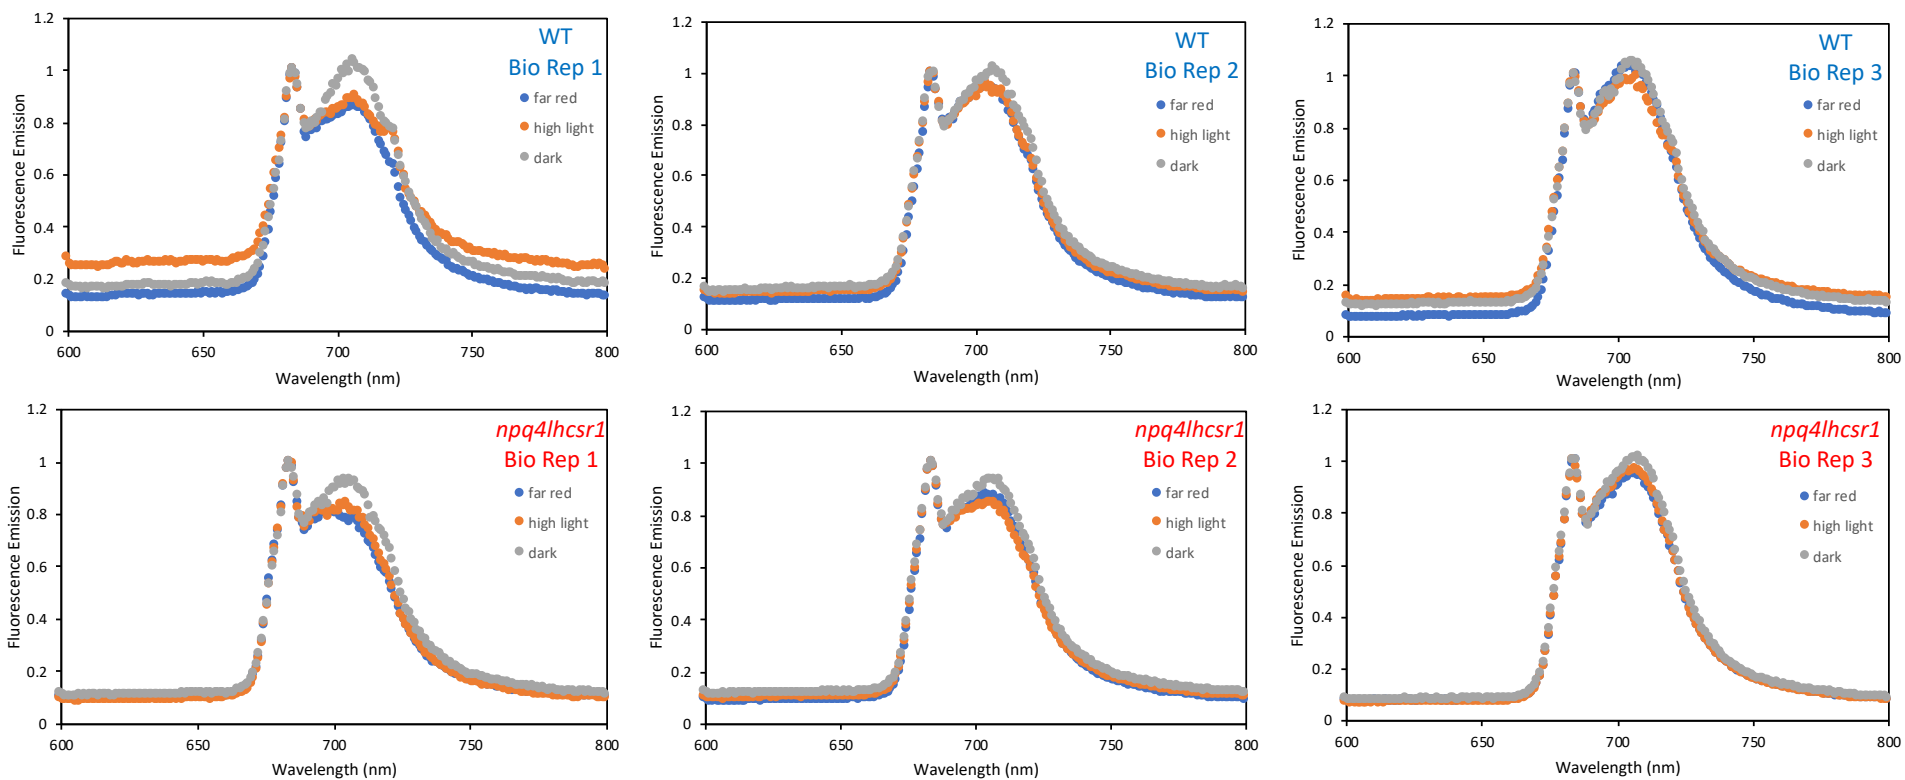 1.2
1
0.8
0.6
0.4
0.2
0
Fluorescence Emission
600
650
700
750
800
Wavelength (nm)
WT
Bio Rep 1
far red
high light
dark
1.2
1
0.8
0.6
0.4
0.2
0
Fluorescence Emission
600
650
700
750
800
Wavelength (nm)
WT
Bio Rep 2
far red
high light
dark
1.2
1
0.8
0.6
0.4
0.2
0
Fluorescence Emission
600
650
700
750
800
Wavelength (nm)
WT
Bio Rep 3
far red
high light
dark
1.2
1
0.8
0.6
0.4
0.2
0
Fluorescence Emission
600
650
700
750
800
Wavelength (nm)
npq4lhcsr1
Bio Rep 1
far red
high light
dark
1.2
1
0.8
0.6
0.4
0.2
0
Fluorescence Emission
600
650
700
750
800
Wavelength (nm)
npq4lhcsr1
Bio Rep 2
far red
high light
dark
1.2
1
0.8
0.6
0.4
0.2
0
Fluorescence Emission
600
650
700
750
800
Wavelength (nm)
npq4lhcsr1
Bio Rep 3
far red
high light
dark